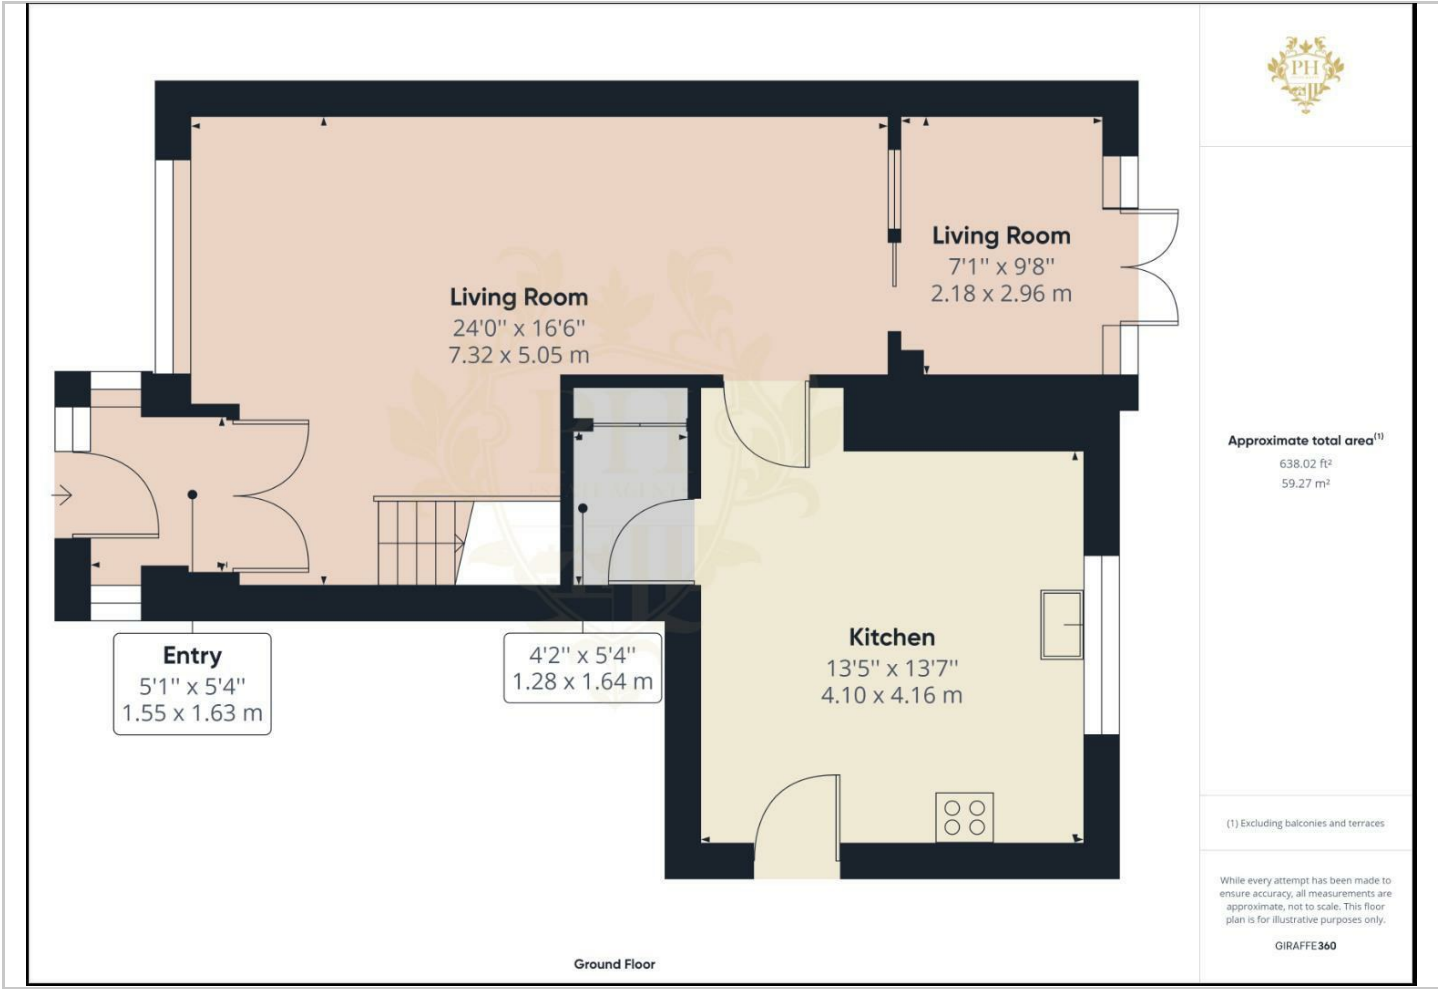 PH
Living Room
24'0" x 16'6"
7.32 x 5.05 m
Living Room
7'1" x 9'8"
2.18 x 2.96 m
PH
ESTATE AGENTS
Entry
5'1" x 5'4"
1.55 x 1.63 m
4'2" x 5'4"
1.28 x 1.64 m
Kitchen
13'5" x 13'7"
4.10 x 4.16 m
Ground Floor
Approximate total area(1)
638.02 ft²
59.27 m²
(1) Excluding balconies and terraces
While every attempt has been made to
ensure accuracy, all measurements are
approximate, not to scale. This floor
plan is for illustrative purposes only.
GIRAFFE360